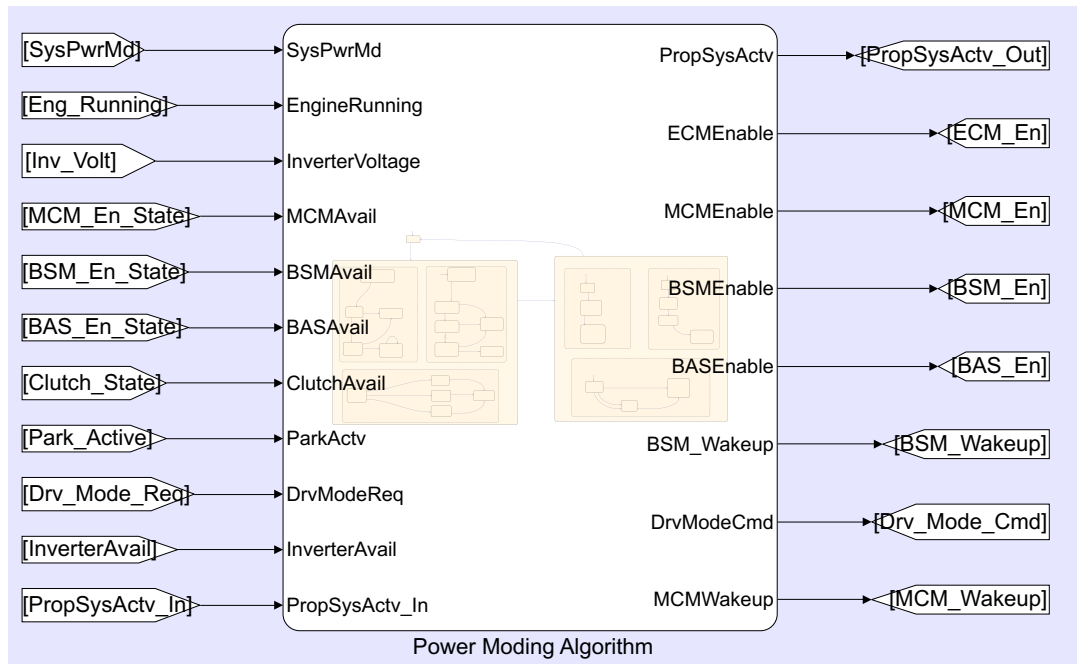 [SysPwrMd]
SysPwrMd
[Eng_Running]
EngineRunning
[Inv_Volt]
InverterVoltage
[MCM_En_State]
MCMAvail
[BSM_En_State]
BSMAvail
[BAS_En_State]
BASAvail
[Clutch_State]
ClutchAvail
[Park_Active]
ParkActv
[Drv_Mode_Req]
DrvModeReq
[InverterAvail]
InverterAvail
[PropSysActv_In]
PropSysActv_In
PropSysActv
[PropSysActv_Out]
ECMEnable
[ECM_En]
MCMEnable
[MCM_En]
BSMEnable
[BSM_En]
BASEnable
[BAS_En]
BSM_Wakeup
[BSM_Wakeup]
DrvModeCmd
[Drv_Mode_Cmd]
MCMWakeup
[MCM_Wakeup]
Power Moding Algorithm